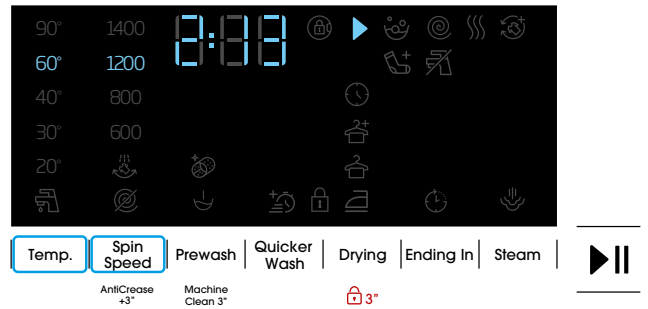 90° 1400 2:13
60° 1200
40° 800
30° 600
20°
Temp. Spin Speed Prewash Quicker Wash Drying Ending In Steam
AntiCrease +3" Machine Clean 3" 3"